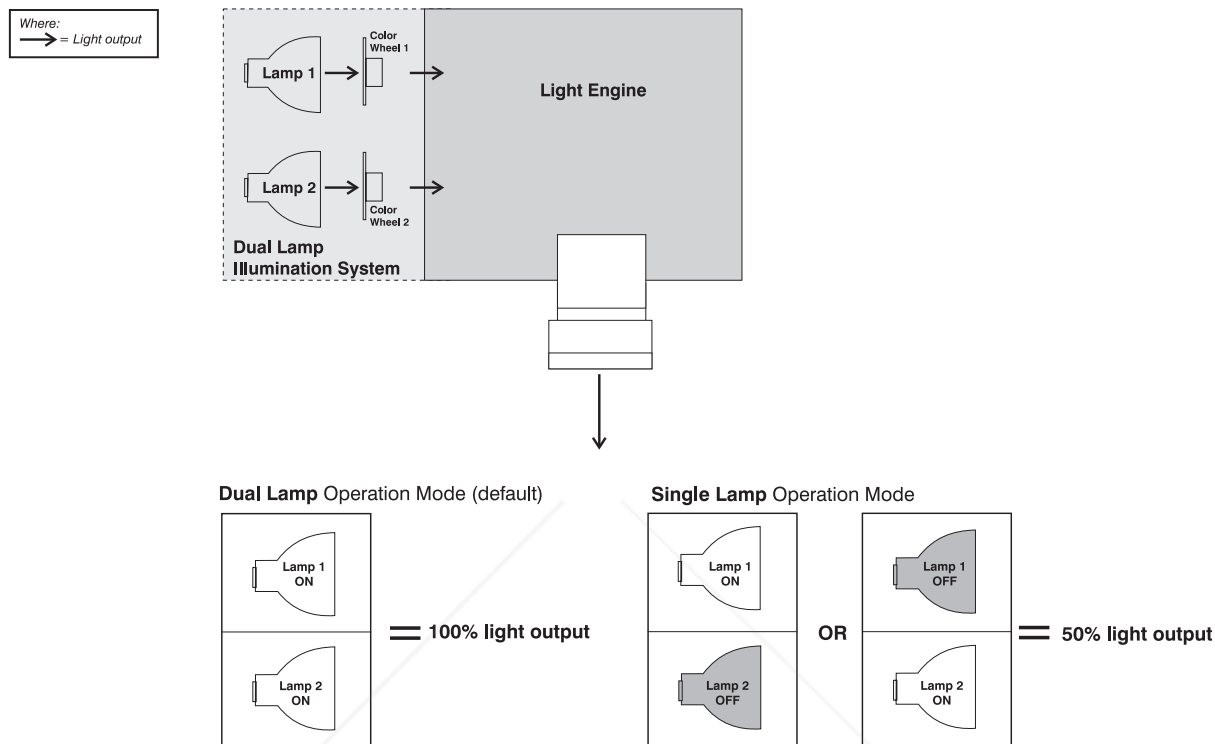 Where:
= Light output
Color
Wheel 1
Lamp 1
Light Engine
Lamp 2
Color
Wheel 2
Dual Lamp
Illumination System
Dual Lamp Operation Mode (default)
Lamp 1
ON
Lamp 2
ON
= 100% light output
Single Lamp Operation Mode
Lamp 1
ON
Lamp 2
OFF
OR
Lamp 1
OFF
Lamp 2
ON
= 50% light output